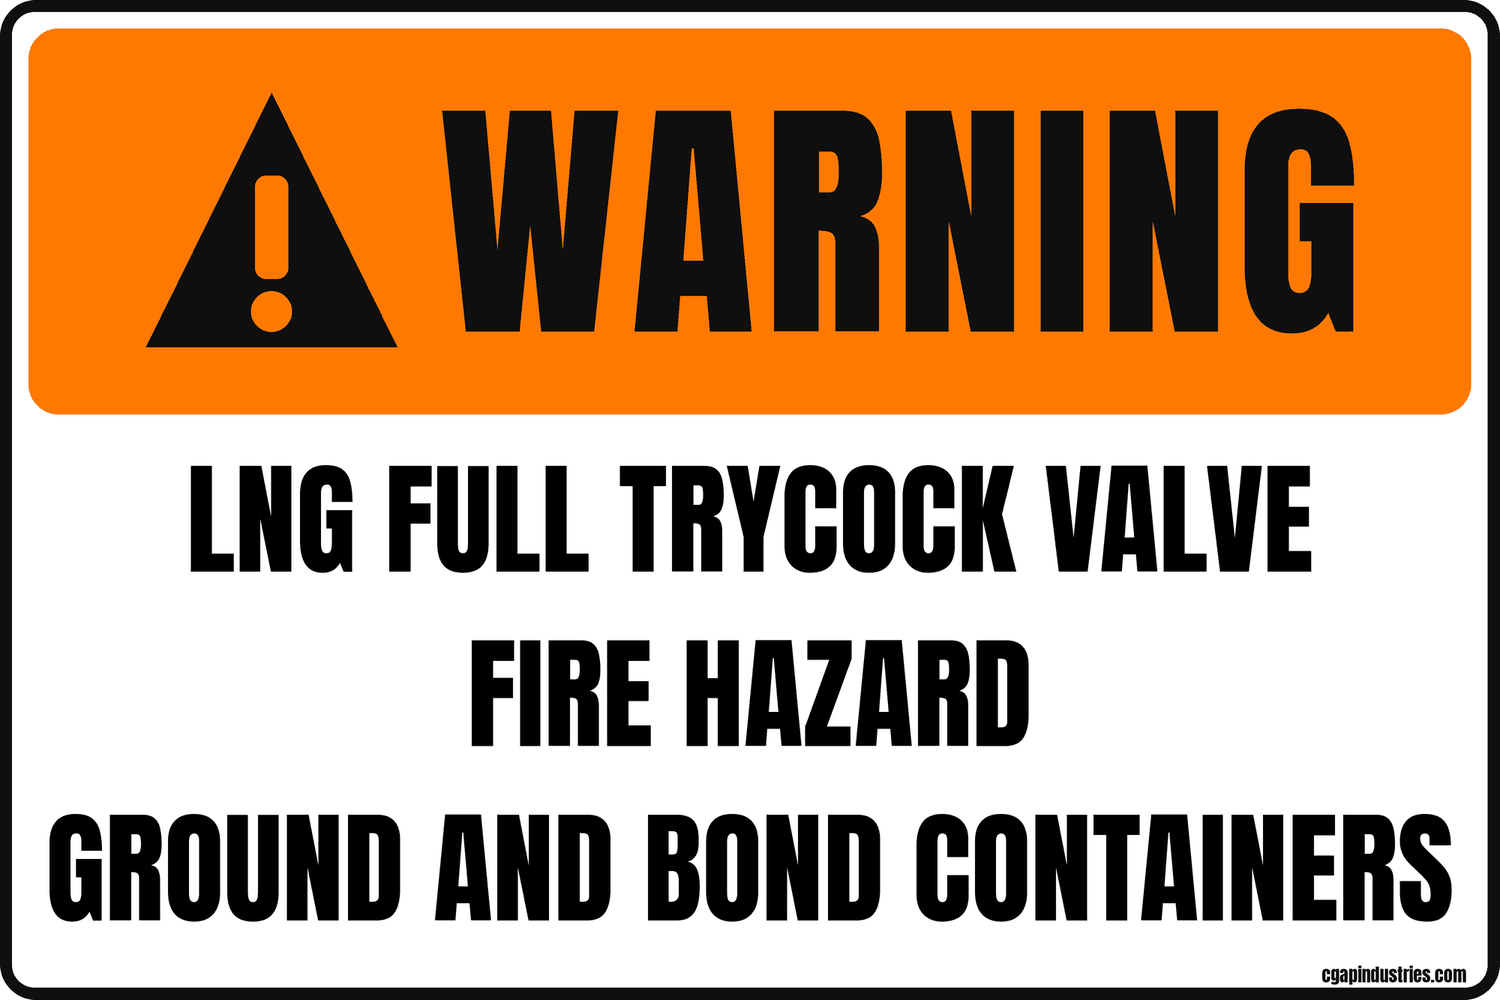 WARNING
LNG FULL TRYCOCK VALVE
FIRE HAZARD
GROUND AND BOND CONTAINERS
cgapindustries.com